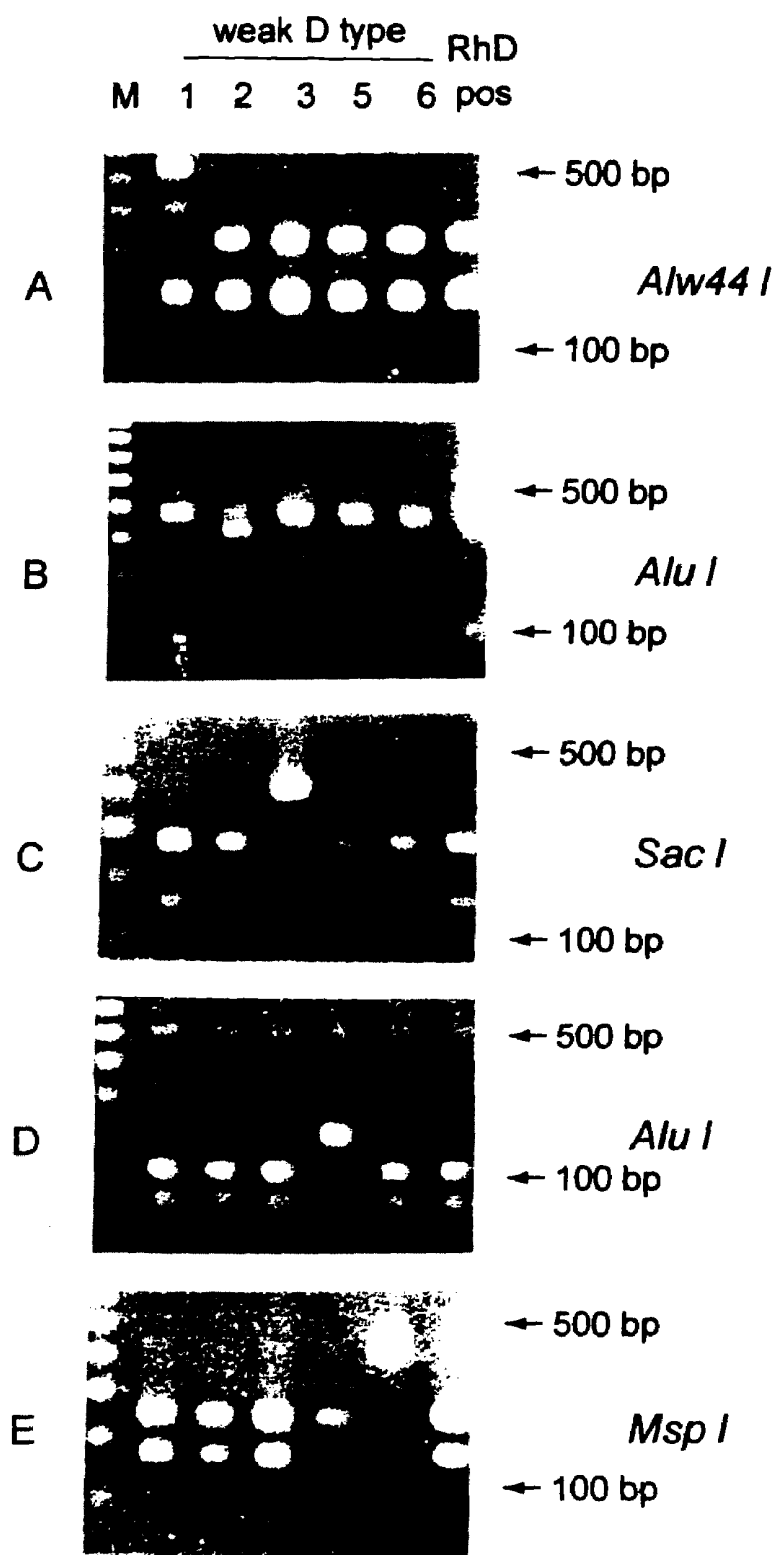 weak D type
RhD
M 1 2 3 5 6 pos
500 bp
A
Alw44 I
100 bp
500 bp
B
Alu I
100 bp
500 bp
C
Sac I
100 bp
500 bp
D
Alu I
100 bp
500 bp
E
Msp I
100 bp